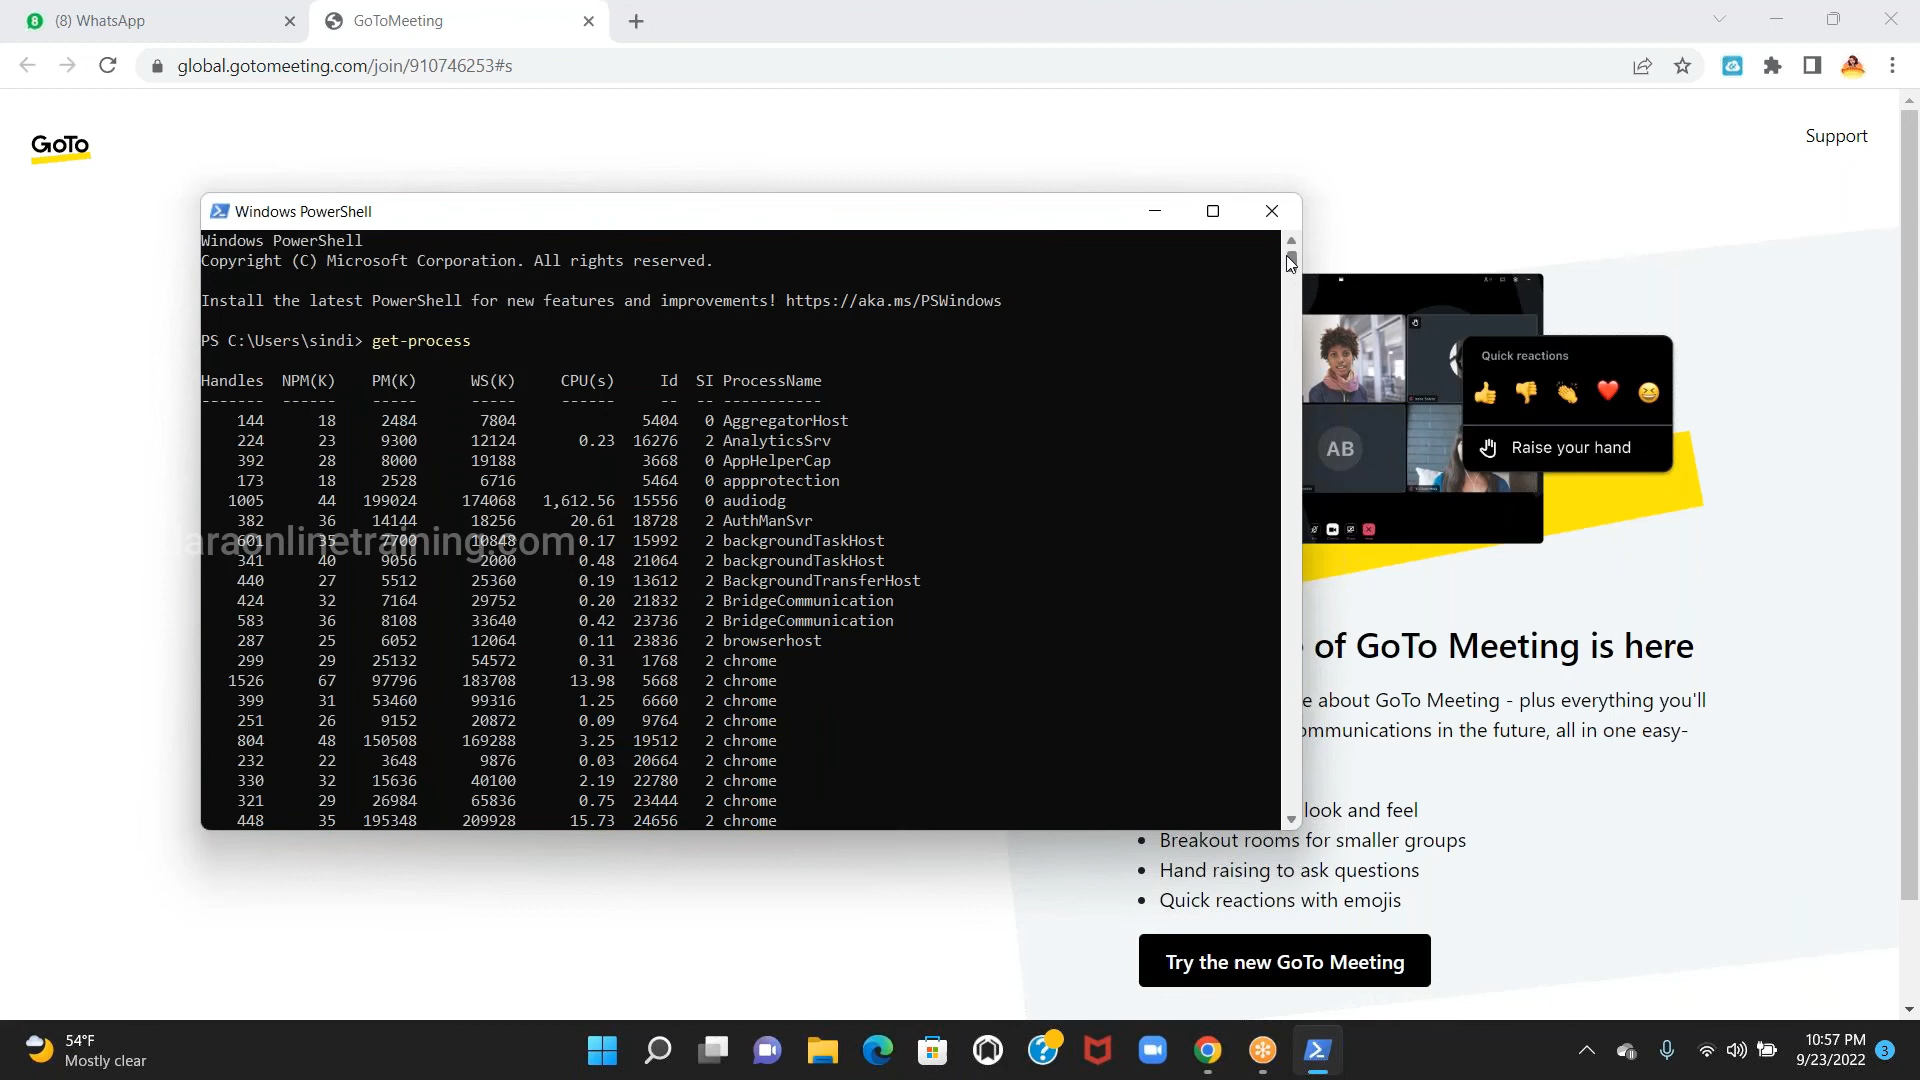 (8) WhatsApp
GoToMeeting
global.gotomeeting.com/join/910746253#s
GoTo
Support
Windows PowerShell
Windows PowerShell
Copyright (C) Microsoft Corporation. All rights reserved.
Install the latest PowerShell for new features and improvements! https://aka.ms/PSWindows
PS C:\Users\sindi> get-process
Handles NPM(K) PM(K) WS(K) CPU(s) Id SI ProcessName
------- ------ ----- ----- ------ -- -- -----------
144 18 2484 7804 5404 0 AggregatorHost
224 23 9300 12124 0.23 16276 2 AnalyticsSrv
392 28 8000 19188 3668 0 AppHelperCap
173 18 2528 6716 5464 0 appprotection
1005 44 199024 174068 1,612.56 15556 0 audiodg
382 36 14144 18256 20.61 18728 2 AuthManSvr
601 35 7700 10848 0.17 15992 2 backgroundTaskHost
341 40 9056 2000 0.48 21064 2 backgroundTaskHost
440 27 5512 25360 0.19 13612 2 BackgroundTransferHost
424 32 7164 29752 0.20 21832 2 BridgeCommunication
583 36 8108 33640 0.42 23736 2 BridgeCommunication
287 25 6052 12064 0.11 23836 2 browserhost
299 29 25132 54572 0.31 1768 2 chrome
1526 67 97796 183708 13.98 5668 2 chrome
399 31 53460 99316 1.25 6660 2 chrome
251 26 9152 20872 0.09 9764 2 chrome
804 48 150508 169288 3.25 19512 2 chrome
232 22 3648 9876 0.03 20664 2 chrome
330 32 15636 40100 2.19 22780 2 chrome
321 29 26984 65836 0.75 23444 2 chrome
448 35 195348 209928 15.73 24656 2 chrome
araonlinetraining.com
Quick reactions
Raise your hand
AB
of GoTo Meeting is here
about GoTo Meeting - plus everything you'll
in the future, all in one easy-
look and feel
• Breakout rooms for smaller groups
• Hand raising to ask questions
• Quick reactions with emojis
Try the new GoTo Meeting
54°F
Mostly clear
10:57 PM
9/23/2022
3